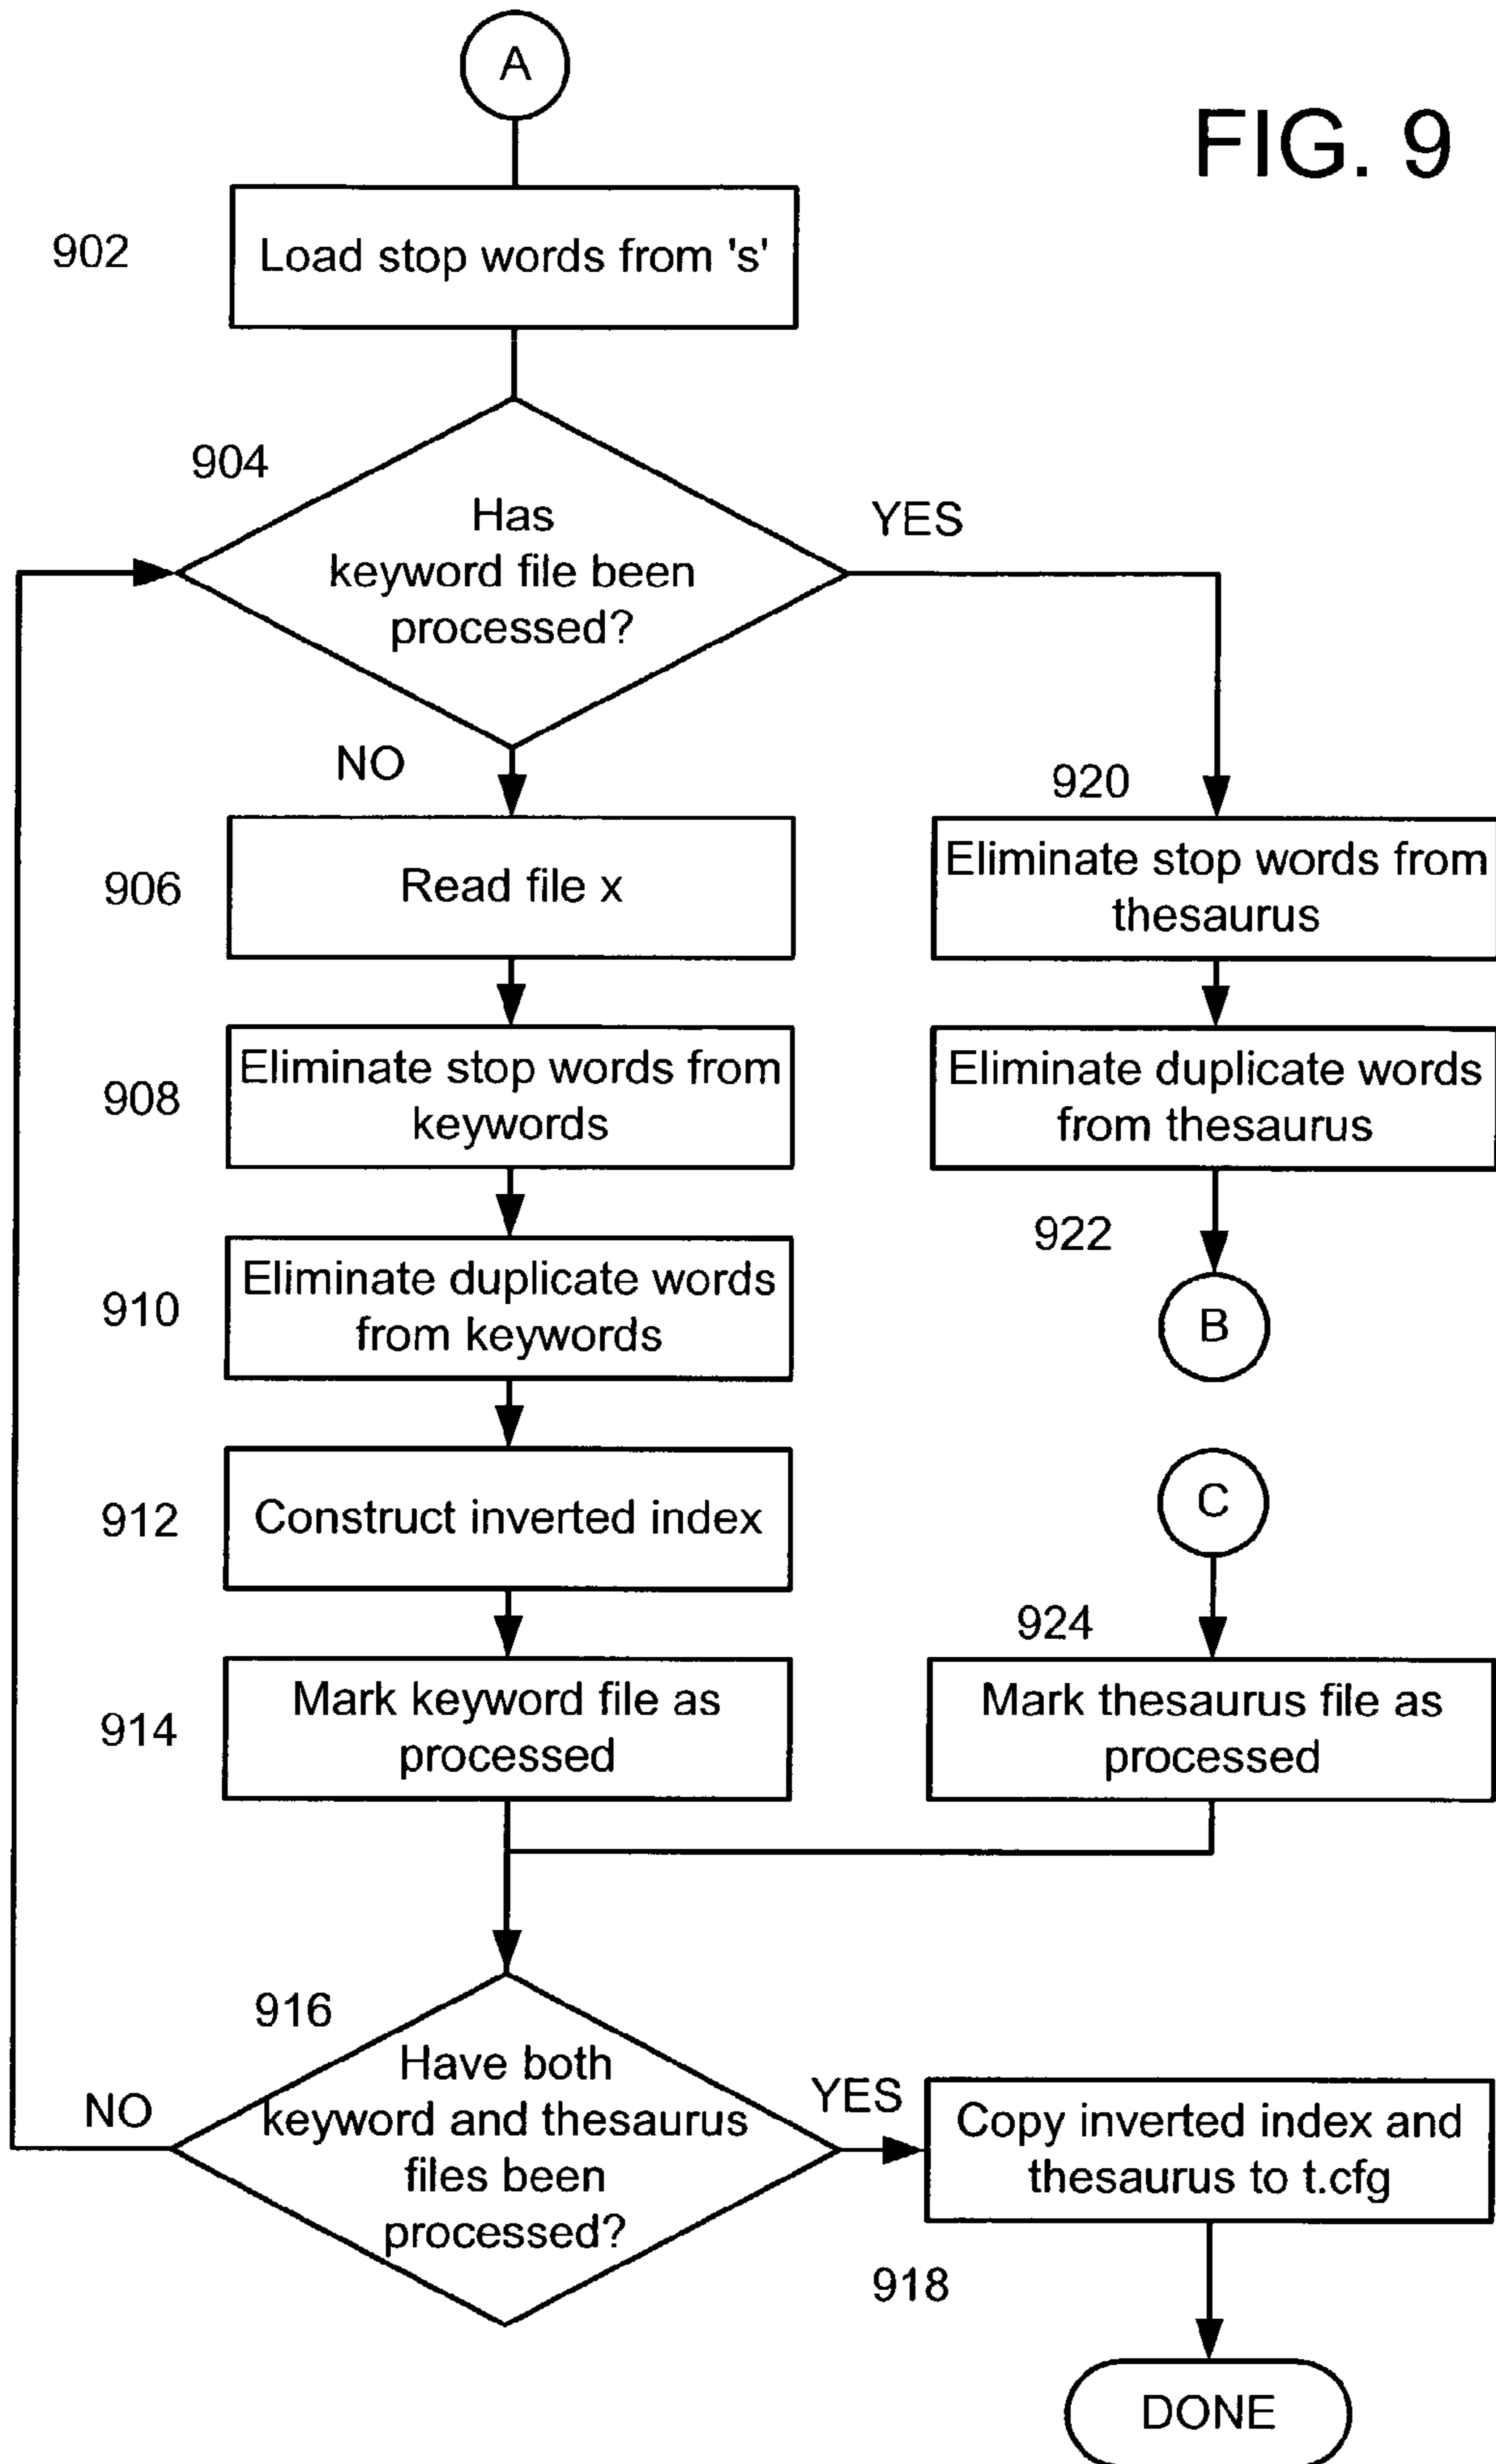 A
FIG. 9
902
Load stop words from 's'
904
Has
keyword file been
processed?
YES
NO
906
Read file x
920
Eliminate stop words from
thesaurus
908
Eliminate stop words from
keywords
Eliminate duplicate words
from thesaurus
922
910
Eliminate duplicate words
from keywords
B
912
Construct inverted index
C
924
914
Mark keyword file as
processed
Mark thesaurus file as
processed
916
Have both
keyword and thesaurus
files been
processed?
NO
YES
Copy inverted index and
thesaurus to t.cfg
918
DONE